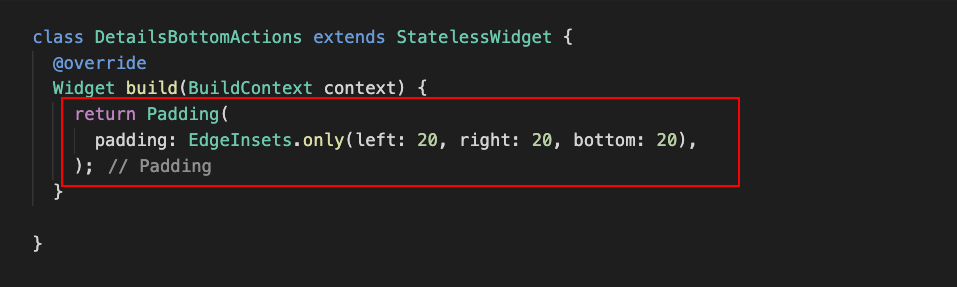 class DetailsBottomActions extends StatelessWidget {
@override
Widget build(BuildContext context) {
return Padding(
padding: EdgeInsets.only(left: 20, right: 20, bottom: 20),
); // Padding
}
}